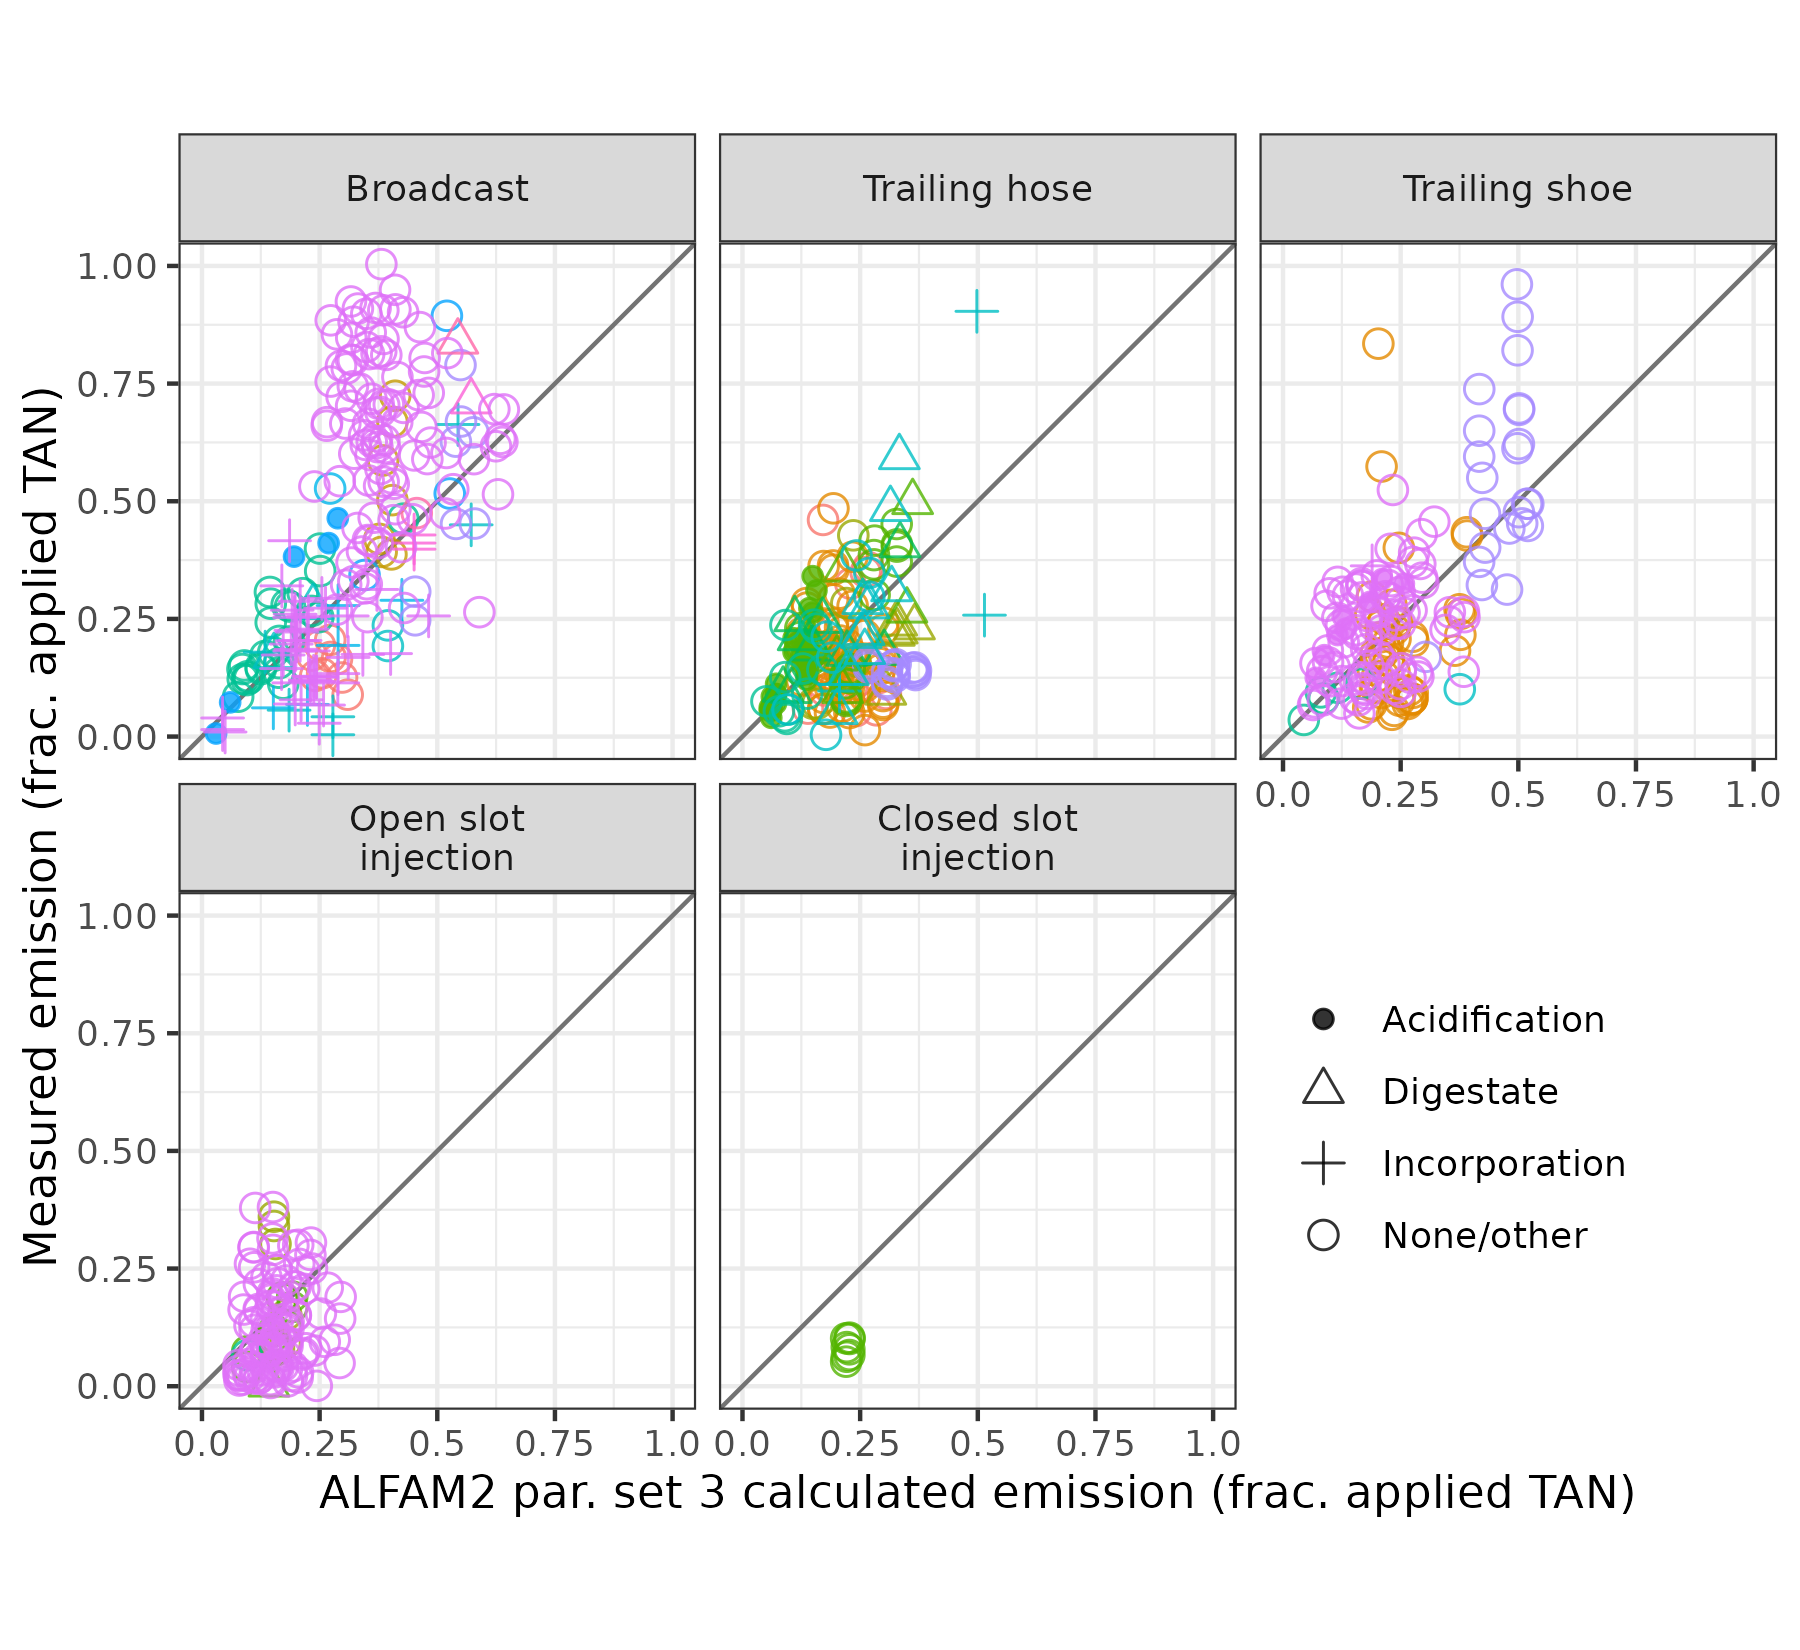 Broadcast
Trailing hose
Trailing shoe
1.00
0.75
0.50
0.25
0.00
0.0 0.25 0.5 0.75 1.0
Open slot
injection
Closed slot
injection
1.00
0.75
0.50
0.25
0.00
0.0 0.25 0.5 0.75 1.0
0.0 0.25 0.5 0.75 1.0
Acidification
Digestate
Incorporation
None/other
Measured emission (frac. applied TAN)
ALFAM2 par. set 3 calculated emission (frac. applied TAN)